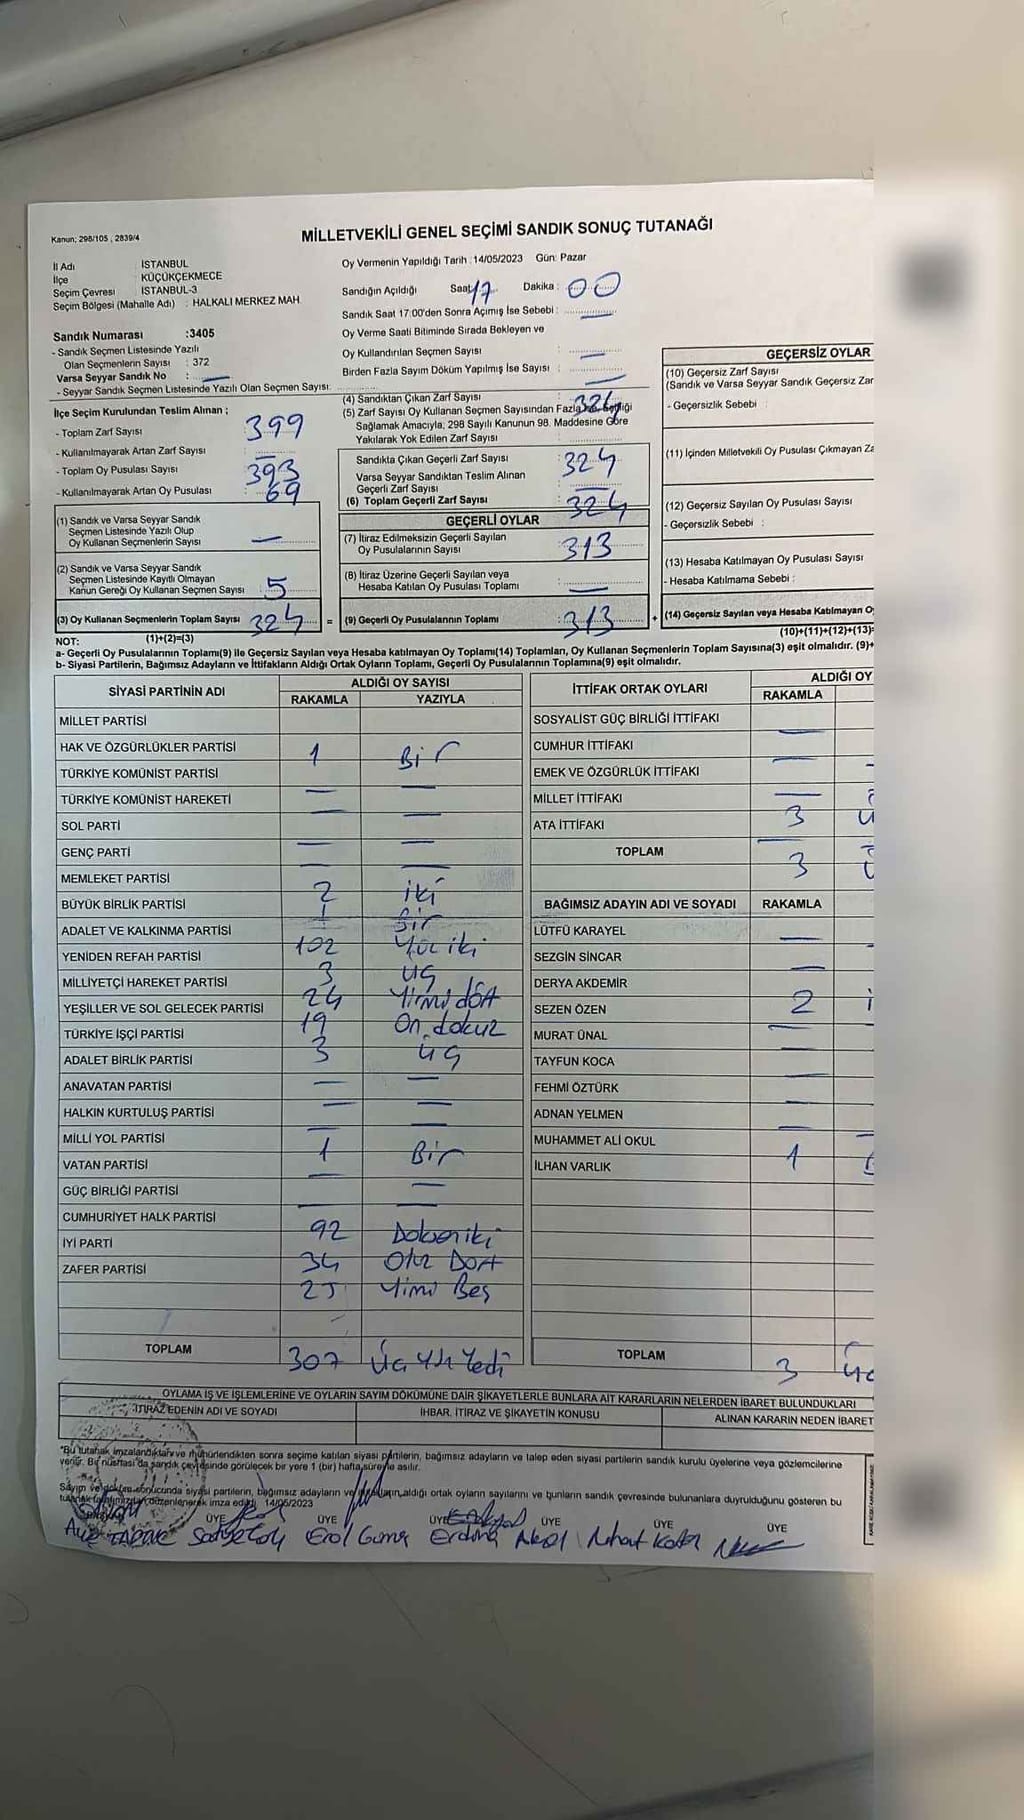 Kanun: 298/105 , 2839/4
MİLLETVEKİLİ GENEL SEÇİMİ SANDIK SONUÇ TUTANAĞI
İl Adı İSTANBUL
İlçe KÜÇÜKÇEKMECE
Seçim Çevresi İSTANBUL-3
Seçim Bölgesi (Mahalle Adı) : HALKALI MERKEZ MAH
Oy Vermenin Yapıldığı Tarih :14/05/2023 Gün: Pazar
Sandığın Açıldığı Saat 17 Dakika : 00
Sandık Saat 17:00'den Sonra Açımış İse Sebebi :
Oy Verme Saati Bitiminde Sırada Bekleyen ve
Oy Kullandırılan Seçmen Sayısı
Birden Fazla Sayım Döküm Yapılmış İse Sayısı :
Sandık Numarası :3405
- Sandık Seçmen Listesinde Yazılı
Olan Seçmenlerin Sayısı : 372
Varsa Seyyar Sandık No :
- Seyyar Sandık Seçmen Listesinde Yazılı Olan Seçmen Sayısı:
İlçe Seçim Kurulundan Teslim Alınan ;
- Toplam Zarf Sayısı 399
- Kullanılmayarak Artan Zarf Sayısı
- Toplam Oy Pusulası Sayısı 393
- Kullanılmayarak Artan Oy Pusulası 69
(1) Sandık ve Varsa Seyyar Sandık
Seçmen Listesinde Yazılı Olup
Oy Kullanan Seçmenlerin Sayısı —
(2) Sandık ve Varsa Seyyar Sandık
Seçmen Listesinde Kayıtlı Olmayan
Kanun Gereği Oy Kullanan Seçmen Sayısı 5
(3) Oy Kullanan Seçmenlerin Toplam Sayısı 324 =
(4) Sandıktan Çıkan Zarf Sayısı 324
(5) Zarf Sayısı Oy Kullanan Seçmen Sayısından Fazla ise, Eşitliği
Sağlamak Amacıyla; 298 Sayılı Kanunun 98. Maddesine Göre
Yakılarak Yok Edilen Zarf Sayısı
Sandıkta Çıkan Geçerli Zarf Sayısı 324
Varsa Seyyar Sandıktan Teslim Alınan
Geçerli Zarf Sayısı
(6) Toplam Geçerli Zarf Sayısı 324
GEÇERLİ OYLAR
(7) İtiraz Edilmeksizin Geçerli Sayılan
Oy Pusulalarının Sayısı 313
(8) İtiraz Üzerine Geçerli Sayılan veya
Hesaba Katılan Oy Pusulası Toplamı —
(9) Geçerli Oy Pusulalarının Toplamı : 313 +
GEÇERSİZ OYLAR
(10) Geçersiz Zarf Sayısı
(Sandık ve Varsa Seyyar Sandık Geçersiz Zar
- Geçersizlik Sebebi :
(11) İçinden Milletvekili Oy Pusulası Çıkmayan Za
(12) Geçersiz Sayılan Oy Pusulası Sayısı
- Geçersizlik Sebebi :
(13) Hesaba Katılmayan Oy Pusulası Sayısı
- Hesaba Katılmama Sebebi :
(14) Geçersiz Sayılan veya Hesaba Katılmayan O
(10)+(11)+(12)+(13)=
NOT: (1)+(2)=(3)
a- Geçerli Oy Pusulalarının Toplamı(9) ile Geçersiz Sayılan veya Hesaba katılmayan Oy Toplamı(14) Toplamları, Oy Kullanan Seçmenlerin Toplam Sayısına(3) eşit olmalıdır. (9)+
b- Siyasi Partilerin, Bağımsız Adayların ve İttifakların Aldığı Ortak Oyların Toplamı, Geçerli Oy Pusulalarının Toplamına(9) eşit olmalıdır.
SİYASİ PARTİNİN ADI ALDIĞI OY SAYISI
RAKAMLA YAZIYLA
MİLLET PARTİSİ
HAK VE ÖZGÜRLÜKLER PARTİSİ 1 Bir
TÜRKİYE KOMÜNİST PARTİSİ —
TÜRKİYE KOMÜNİST HAREKETİ —
SOL PARTİ —
GENÇ PARTİ —
MEMLEKET PARTİSİ 2 iki
BÜYÜK BİRLİK PARTİSİ 1 Bir
ADALET VE KALKINMA PARTİSİ 102 Yüz iki
YENİDEN REFAH PARTİSİ 3 üç
MİLLİYETÇİ HAREKET PARTİSİ 24 Yirmi dört
YEŞİLLER VE SOL GELECEK PARTİSİ 19 On dokuz
TÜRKİYE İŞÇİ PARTİSİ 3 üç
ADALET BİRLİK PARTİSİ —
ANAVATAN PARTİSİ —
HALKIN KURTULUŞ PARTİSİ —
MİLLİ YOL PARTİSİ 1 Bir
VATAN PARTİSİ —
GÜÇ BİRLİĞİ PARTİSİ —
CUMHURİYET HALK PARTİSİ 92 Doksan iki
İYİ PARTİ 34 Otuz Dört
ZAFER PARTİSİ 25 Yirmi Beş
TOPLAM 307 Üç Yüz Yedi
İTTİFAK ORTAK OYLARI ALDIĞI OY
RAKAMLA
SOSYALİST GÜÇ BİRLİĞİ İTTİFAKI —
CUMHUR İTTİFAKI —
EMEK VE ÖZGÜRLÜK İTTİFAKI —
MİLLET İTTİFAKI 3
ATA İTTİFAKI —
TOPLAM 3
BAĞIMSIZ ADAYIN ADI VE SOYADI RAKAMLA
LÜTFÜ KARAYEL —
SEZGİN SİNCAR —
DERYA AKDEMİR 2
SEZEN ÖZEN —
MURAT ÜNAL —
TAYFUN KOCA —
FEHMİ ÖZTÜRK —
ADNAN YELMEN —
MUHAMMET ALİ OKUL 1
İLHAN VARLIK
TOPLAM 3
OYLAMA İŞ VE İŞLEMLERİNE VE OYLARIN SAYIM DÖKÜMÜNE DAİR ŞİKAYETLERLE BUNLARA AİT KARARLARIN NELERDEN İBARET BULUNDUKLARI
İTİRAZ EDENİN ADI VE SOYADI İHBAR, İTİRAZ VE ŞİKAYETİN KONUSU ALINAN KARARIN NEDEN İBARET
*Bu tutanak imzalandıktan ve mühürlendikten sonra seçime katılan siyasi partilerin, bağımsız adayların ve talep eden siyasi partilerin sandık kurulu üyelerine veya gözlemcilerine
verilir. Bir nüshası da sandık çevresinde görülecek bir yere 1 (bir) hafta süreyle asılır.
Sayım ve döküm sonucunda siyasi partilerin, bağımsız adayların ve ittifakların aldığı ortak oyların sayılarını ve bunların sandık çevresinde bulunanlara duyrulduğunu gösteren bu
tutanak düzenlenerek imza edildi. 14/05/2023
ÜYE ÜYE ÜYE ÜYE ÜYE ÜYE
Erol Erdinç Nihat